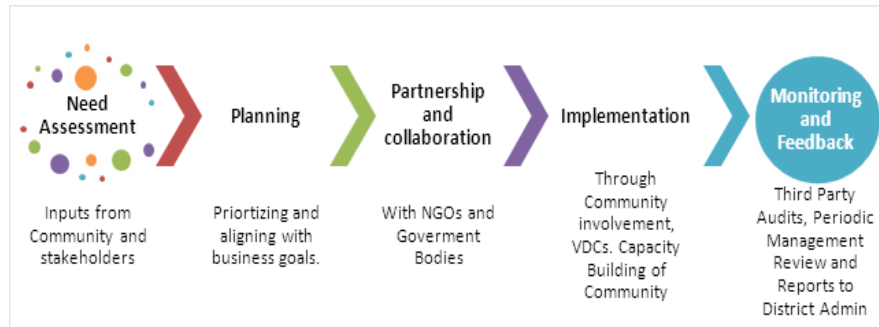 Need
Assessment
Planning
Partnership
and
collaboration
Implementation
Monitoring
and
Feedback
Inputs from
Community and
stakeholders
Priortizing and
aligning with
business goals.
With NGOs and
Goverment
Bodies
Through
Community
involvement,
VDCs. Capacity
Building of
Community
Third Party
Audits, Periodic
Management
Review and
Reports to
District Admin